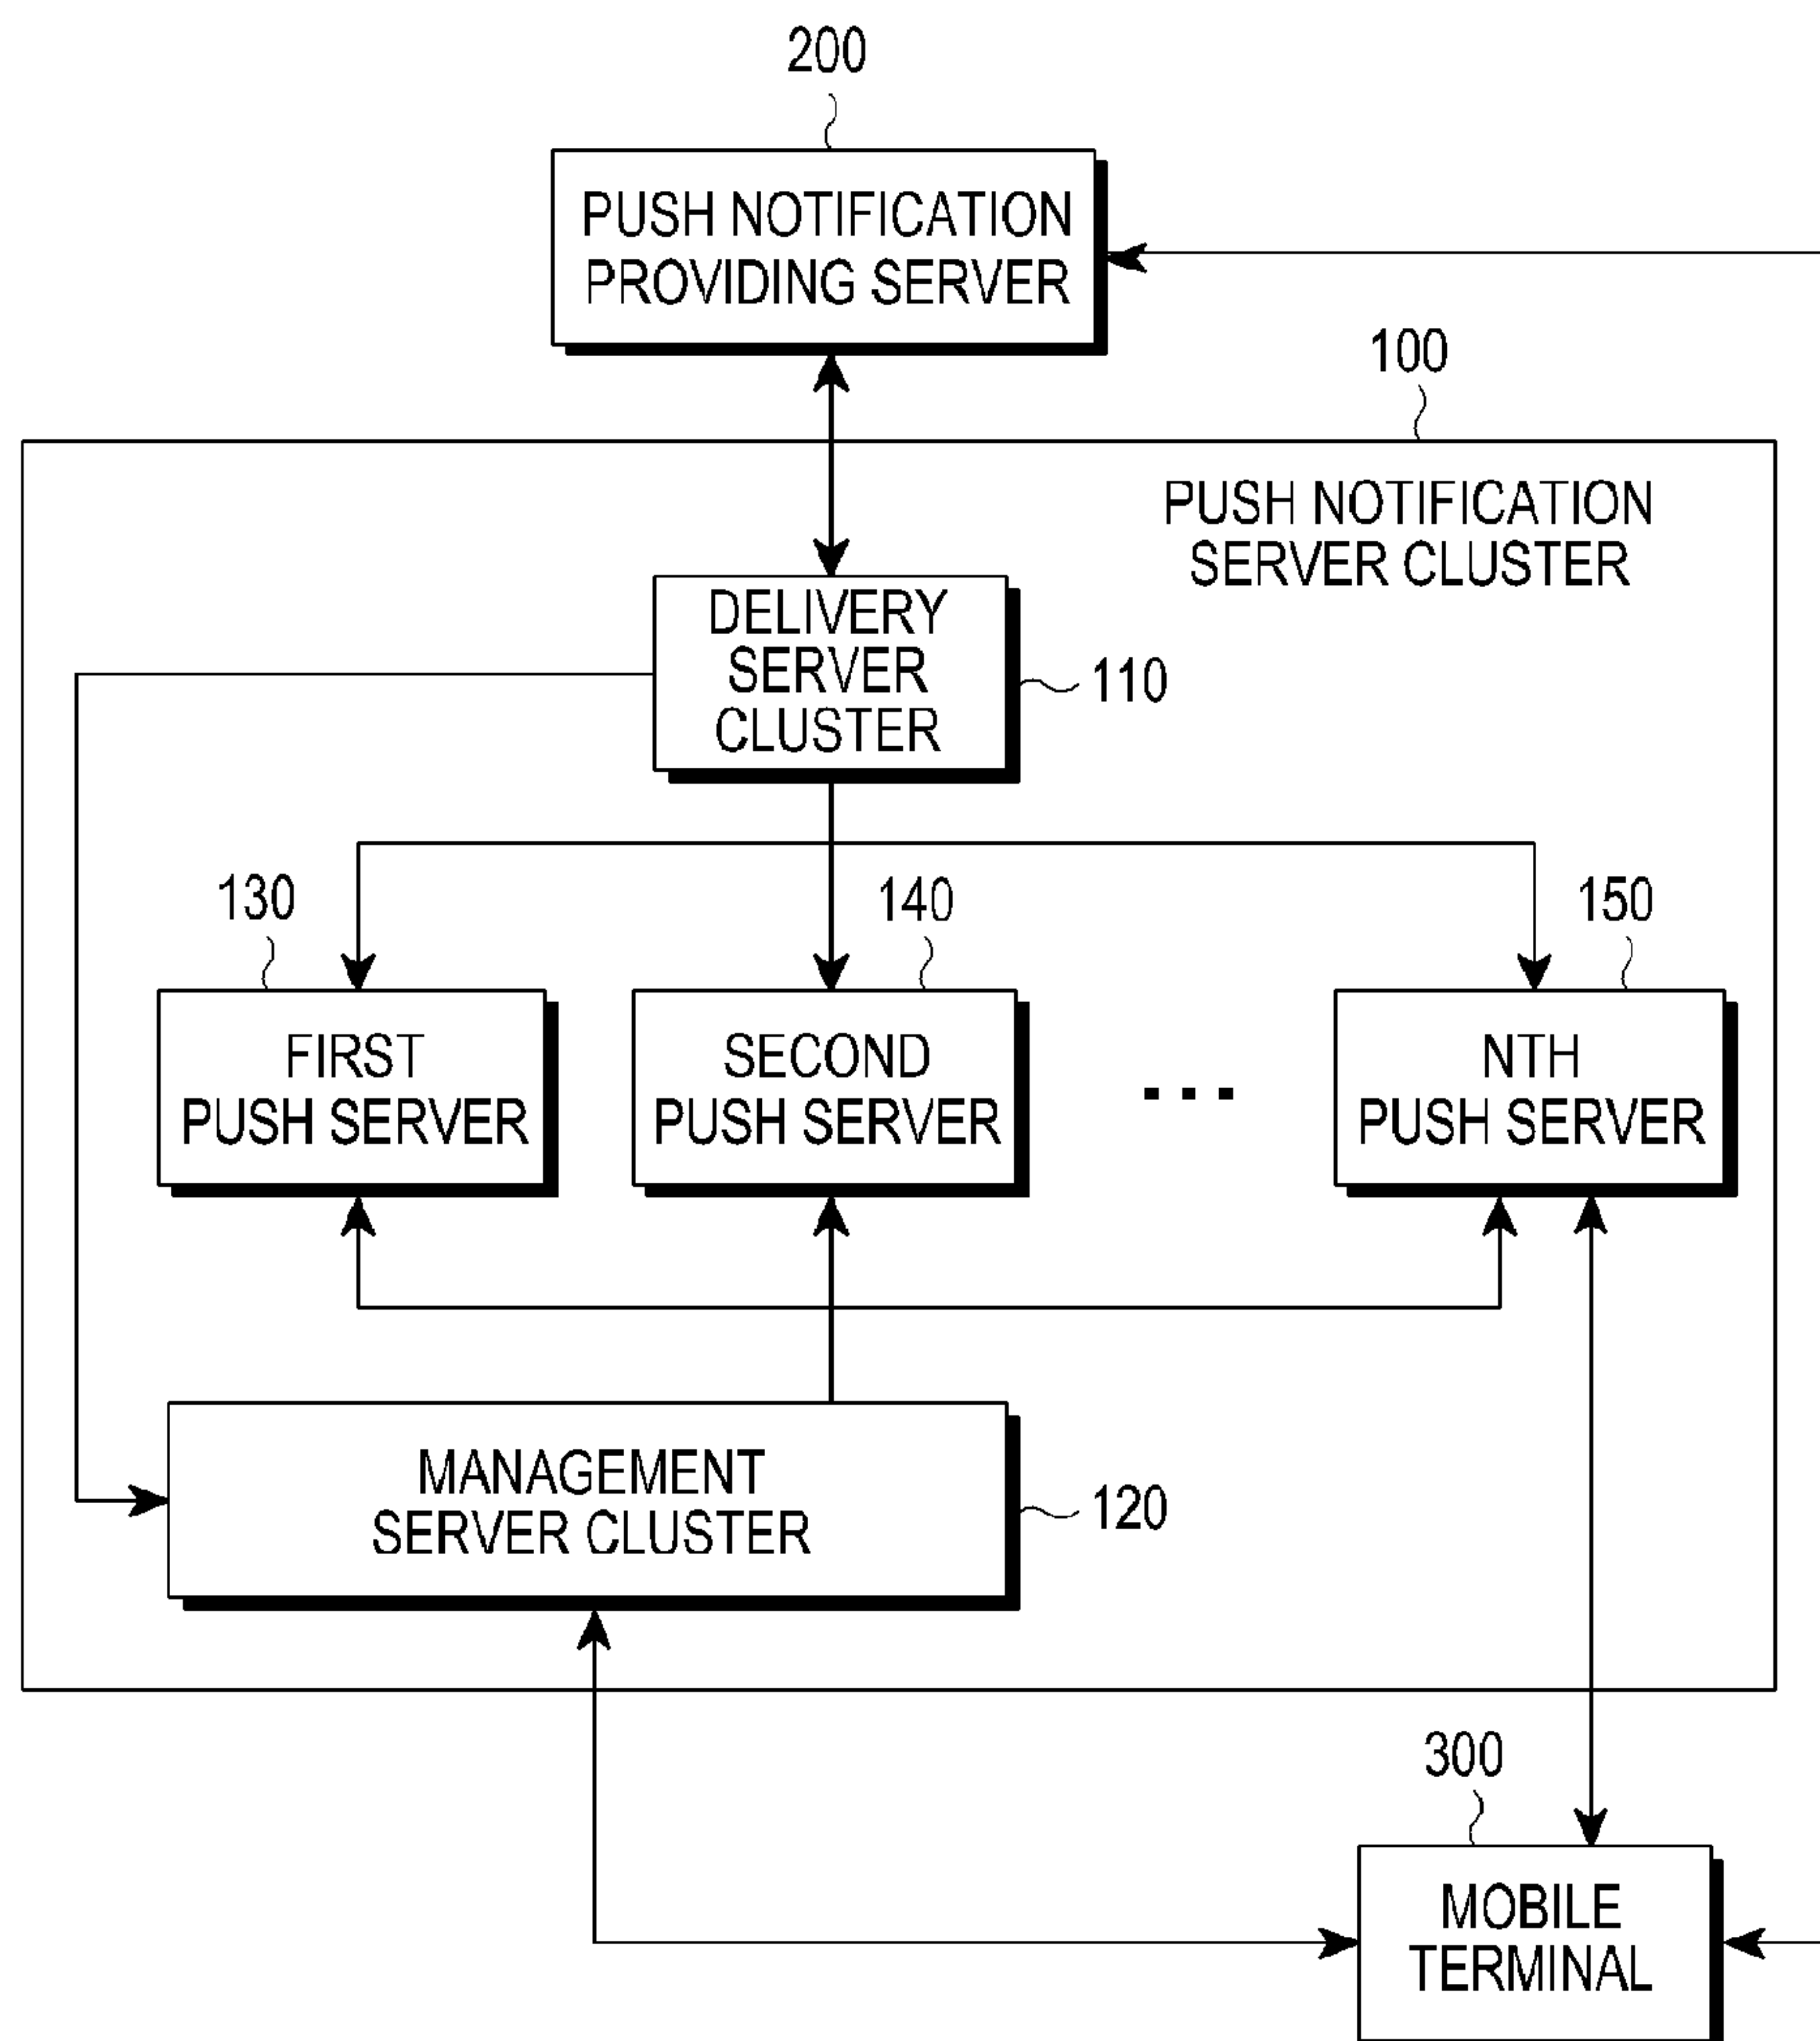 200
PUSH NOTIFICATION
PROVIDING SERVER
100
PUSH NOTIFICATION
SERVER CLUSTER
DELIVERY
SERVER
CLUSTER
110
130
140
150
FIRST
PUSH SERVER
SECOND
PUSH SERVER
...
NTH
PUSH SERVER
MANAGEMENT
SERVER CLUSTER
120
300
MOBILE
TERMINAL